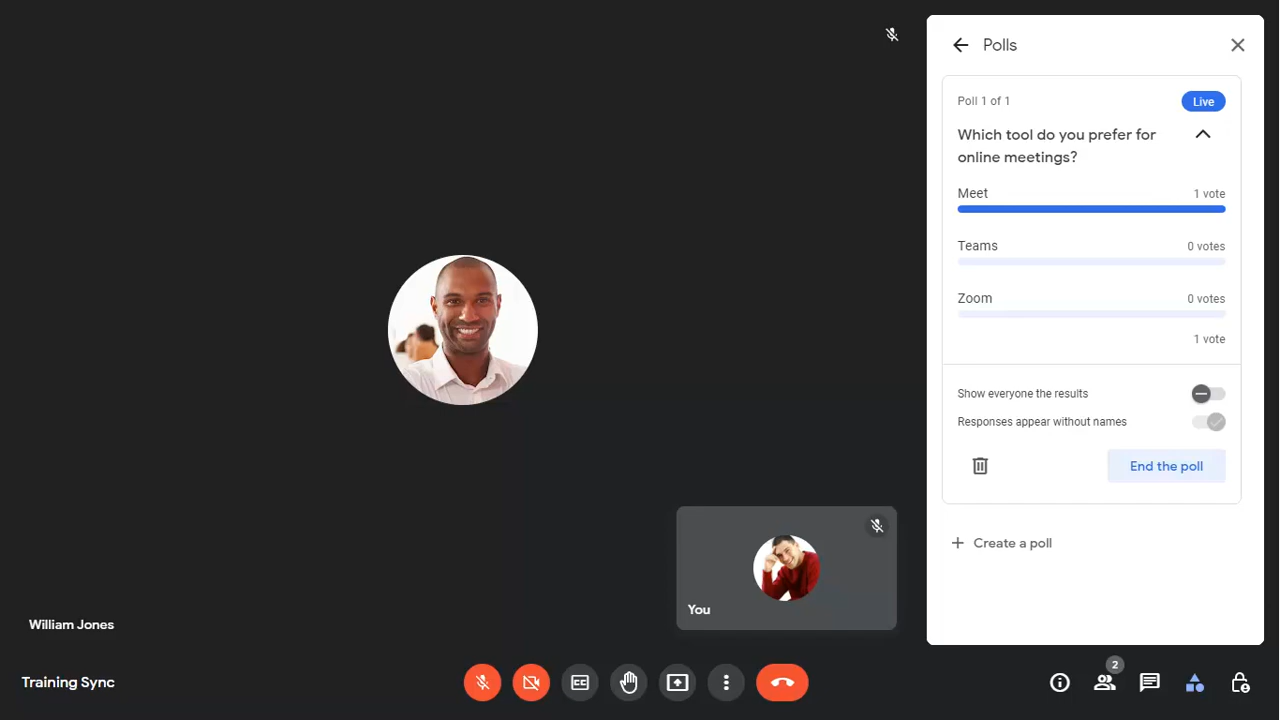 Polls
Poll 1 of 1
Live
Which tool do you prefer for
online meetings?
Meet
1 vote
Teams
0 votes
Zoom
0 votes
1 vote
Show everyone the results
Responses appear without names
End the poll
Create a poll
You
William Jones
Training Sync
CC
2